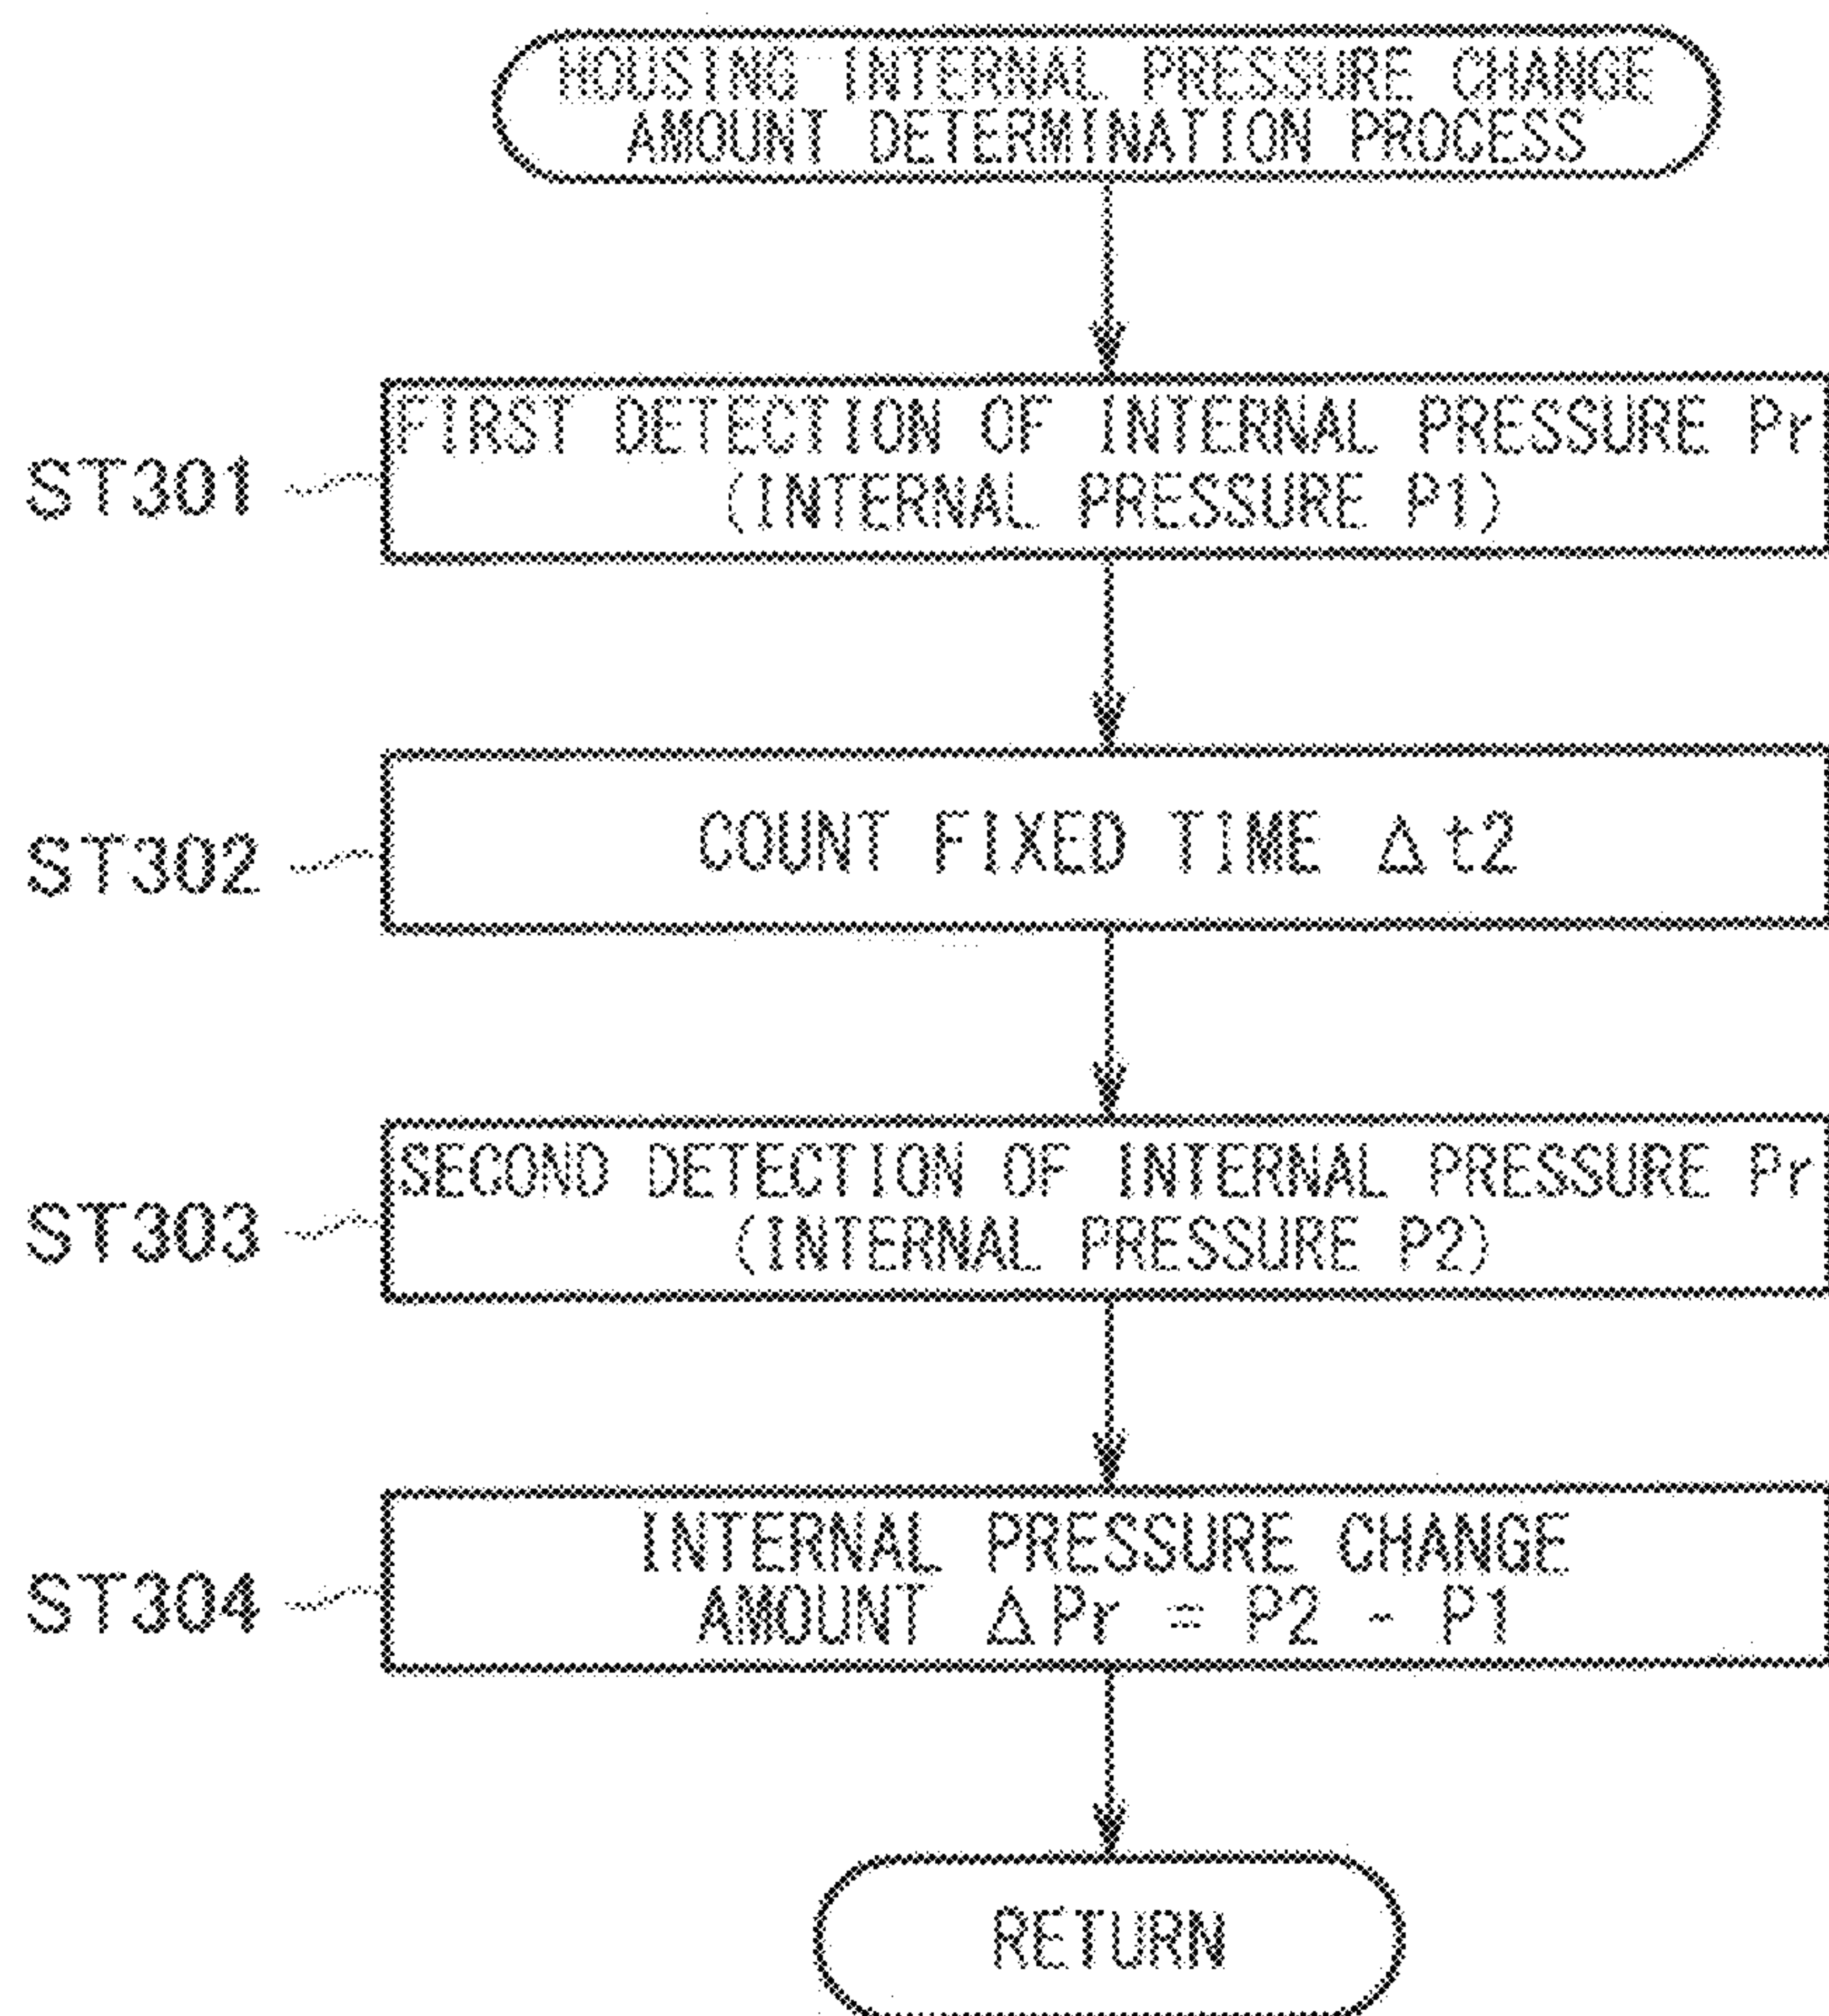 HOUSING INTERNAL PRESSURE CHANGE
AMOUNT DETERMINATION PROCESS
FIRST DETECTION OF INTERNAL PRESSURE Pr
(INTERNAL PRESSURE P1)
ST301
COUNT FIXED TIME Δt2
ST302
SECOND DETECTION OF INTERNAL PRESSURE Pr
(INTERNAL PRESSURE P2)
ST303
INTERNAL PRESSURE CHANGE
AMOUNT ΔPr = P2 - P1
ST304
RETURN